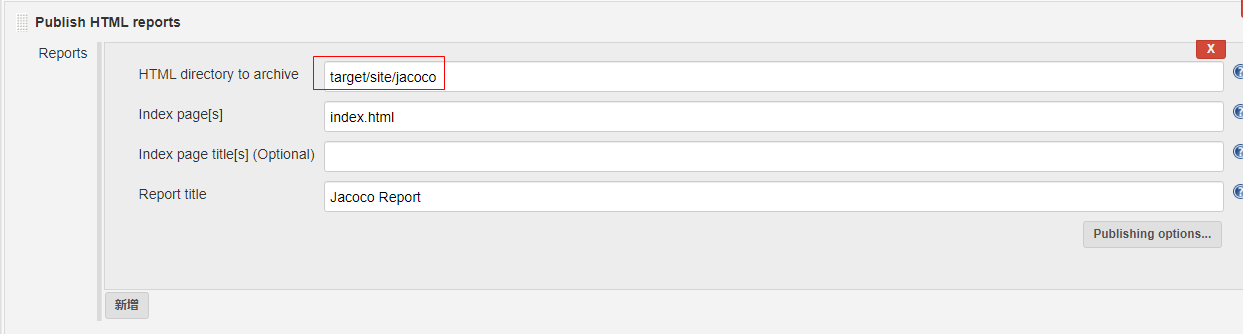 Publish HTML reports
Reports
X
HTML directory to archive target/site/jacoco
Index page[s] index.html
Index page title[s] (Optional)
Report title Jacoco Report
Publishing options...
新增